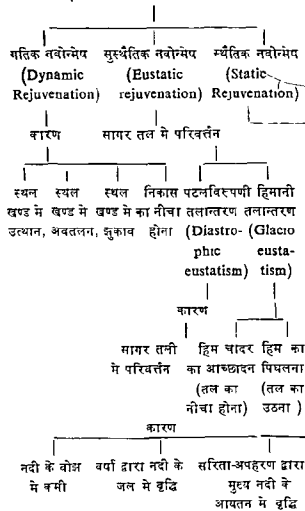 गतिक नवोन्मेप सुस्थैतिक नवोन्मेप स्थैतिक नवोन्मेप
(Dynamic (Eustatic (Static
Rejuvenation) rejuvenation) Rejuvenation)
कारण सागर तल मे परिवर्त्तन
स्थल स्थल स्थल निकास पटलविरुपणी हिमानी
खण्ड मे खण्ड मे खण्ड मे का नीचा तलान्तरण तलान्तरण
उत्थान, अवतलन, झुकाव होना (Diastro- (Glacio
phic eusta-
eustatism) tism)
कारण
सागर तली हिम चादर हिम का
मे परिवर्त्तन का आच्छादन पिघलना
(तल का (तल का
नीचा होना) उठना )
कारण
नदी के वोझ वर्षा द्वारा नदी के सरिता-अपहरण द्वारा
मे कमी जल मे वृद्धि मुख्य नदी के
आयतन मे वृद्धि